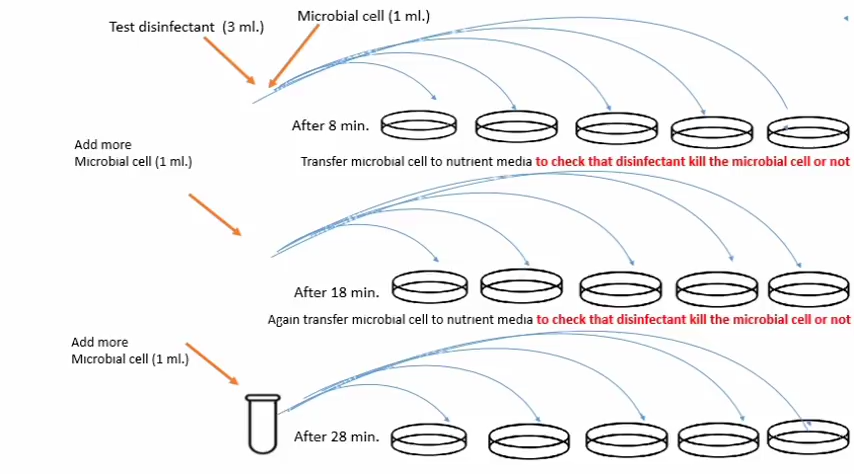 Microbial cell (1 ml.)
Test disinfectant (3 ml.)
After 8 min.
Add more
Microbial cell (1 ml.)
Transfer microbial cell to nutrient media to check that disinfectant kill the microbial cell or not
After 18 min.
Again transfer microbial cell to nutrient media to check that disinfectant kill the microbial cell or not
Add more
Microbial cell (1 ml.)
After 28 min.